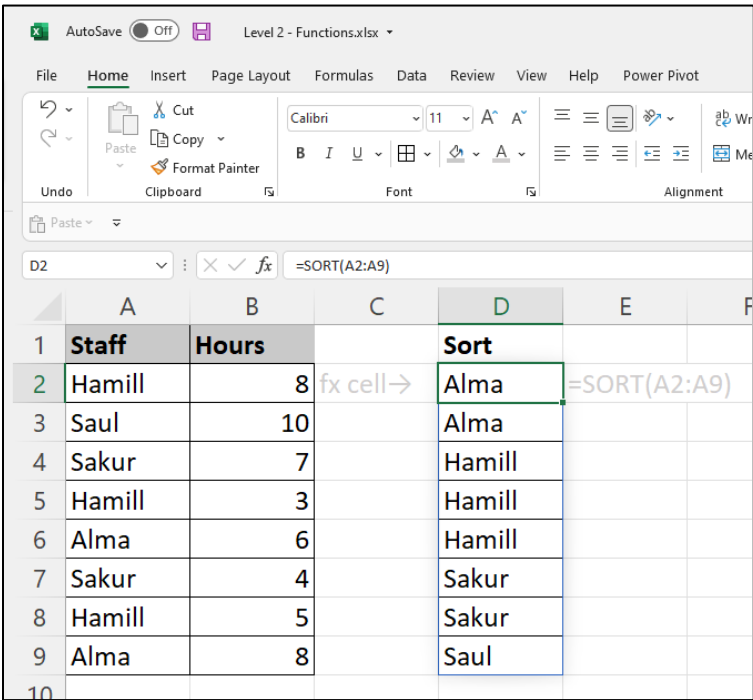 AutoSave Off Level 2 - Functions.xlsx
File Home Insert Page Layout Formulas Data Review View Help Power Pivot
Paste Cut Calibri 11 A^ A˅ ab Wr
Copy
Format Painter B I U A Me
Undo Clipboard Font Alignment
Paste
D2 fx =SORT(A2:A9)
A B C D E F
1 Staff Hours Sort
2 Hamill 8 fx cell→ Alma =SORT(A2:A9)
3 Saul 10 Alma
4 Sakur 7 Hamill
5 Hamill 3 Hamill
6 Alma 6 Hamill
7 Sakur 4 Sakur
8 Hamill 5 Sakur
9 Alma 8 Saul
10